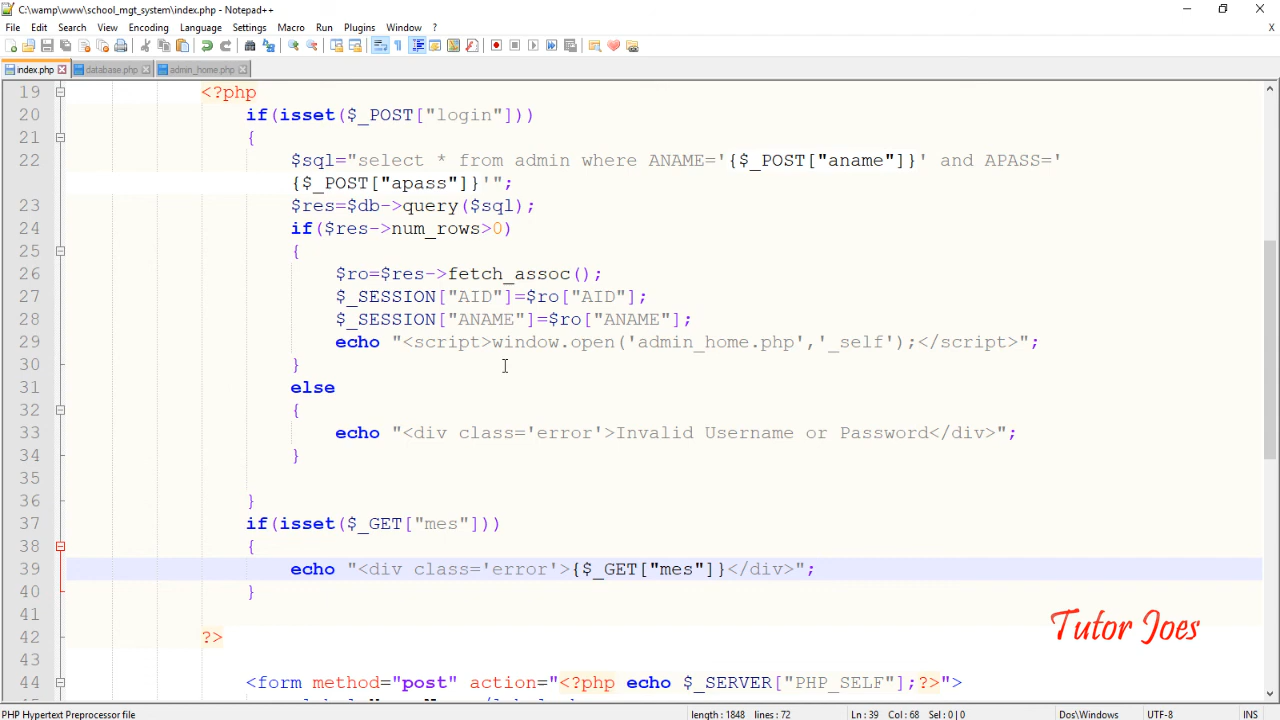 C:\wamp\www\school_mgt_system\index.php - Notepad++
File Edit Search View Encoding Language Settings Macro Run Plugins Window ?
index.php database.php admin_home.php
19 <?php
20 if(isset($_POST["login"]))
21 {
22 $sql="select * from admin where ANAME='{$_POST["aname"]}' and APASS='
{$_POST["apass"]}'";
23 $res=$db->query($sql);
24 if($res->num_rows>0)
25 {
26 $ro=$res->fetch_assoc();
27 $_SESSION["AID"]=$ro["AID"];
28 $_SESSION["ANAME"]=$ro["ANAME"];
29 echo "<script>window.open('admin_home.php','_self');</script>";
30 }
31 else
32 {
33 echo "<div class='error'>Invalid Username or Password</div>";
34 }
35
36 }
37 if(isset($_GET["mes"]))
38 {
39 echo "<div class='error'>{$_GET["mes"]}</div>";
40 }
41
Tutor Joes
42 ?>
43
44 <form method="post" action="<?php echo $_SERVER["PHP_SELF"];?>">
PHP Hypertext Preprocessor file length : 1848 lines : 72 Ln : 39 Col : 68 Sel : 0 | 0 Dos\Windows UTF-8 INS